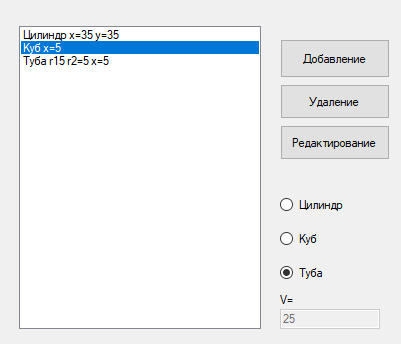 Цилиндр x=35 y=35
Куб x=5
Туба r15 r2=5 x=5
Добавление
Удаление
Редактирование
Цилиндр
Куб
Туба
V=
25